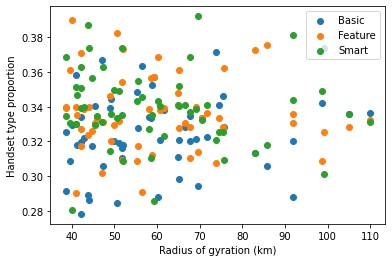 Basic
Feature
Smart
0.38
0.36
0.34
0.32
0.30
0.28
Handset type proportion
40
50
60
70
80
90
100
110
Radius of gyration (km)